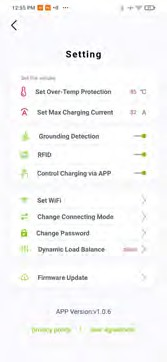 12:55 PM
Setting
Set the values
Set Over-Temp Protection 85 °C
Set Max Charging Current 32 A
Grounding Detection
RFID
Control Charging via APP
Set WiFi
Change Connecting Mode
Change Password
Dynamic Load Balance
Firmware Update
APP Version:v1.0.6
privacy policy | user agreement